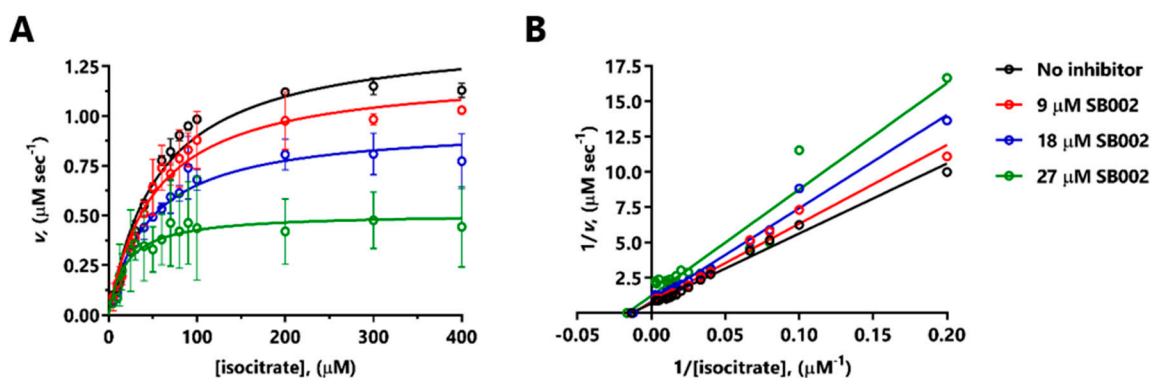 A
v, (μM sec⁻¹)
1.25
1.00
0.75
0.50
0.25
0.00
0
100
200
300
400
[isocitrate], (μM)
B
1/v, (μM sec⁻¹)
17.5
15.0
12.5
10.0
7.5
5.0
2.5
-0.05
0.00
0.05
0.10
0.15
0.20
1/[isocitrate], (μM⁻¹)
No inhibitor
9 μM SB002
18 μM SB002
27 μM SB002